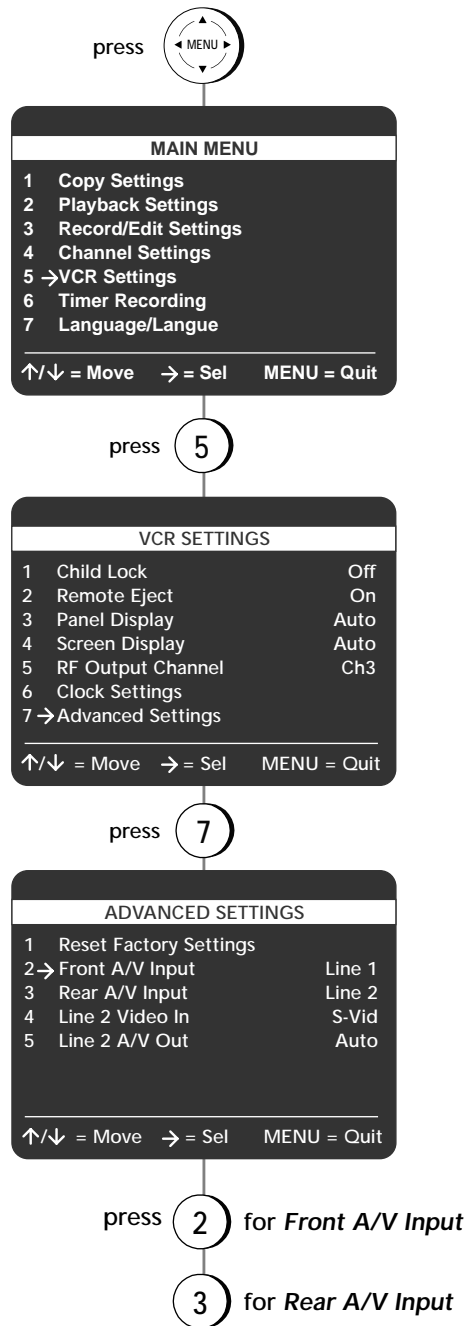 press MENU
MAIN MENU
1 Copy Settings
2 Playback Settings
3 Record/Edit Settings
4 Channel Settings
5 →VCR Settings
6 Timer Recording
7 Language/Langue
↑/↓ = Move → = Sel MENU = Quit
press 5
VCR SETTINGS
1 Child Lock Off
2 Remote Eject On
3 Panel Display Auto
4 Screen Display Auto
5 RF Output Channel Ch3
6 Clock Settings
7 →Advanced Settings
↑/↓ = Move → = Sel MENU = Quit
press 7
ADVANCED SETTINGS
1 Reset Factory Settings
2→ Front A/V Input Line 1
3 Rear A/V Input Line 2
4 Line 2 Video In S-Vid
5 Line 2 A/V Out Auto
↑/↓ = Move → = Sel MENU = Quit
press 2 for Front A/V Input
3 for Rear A/V Input